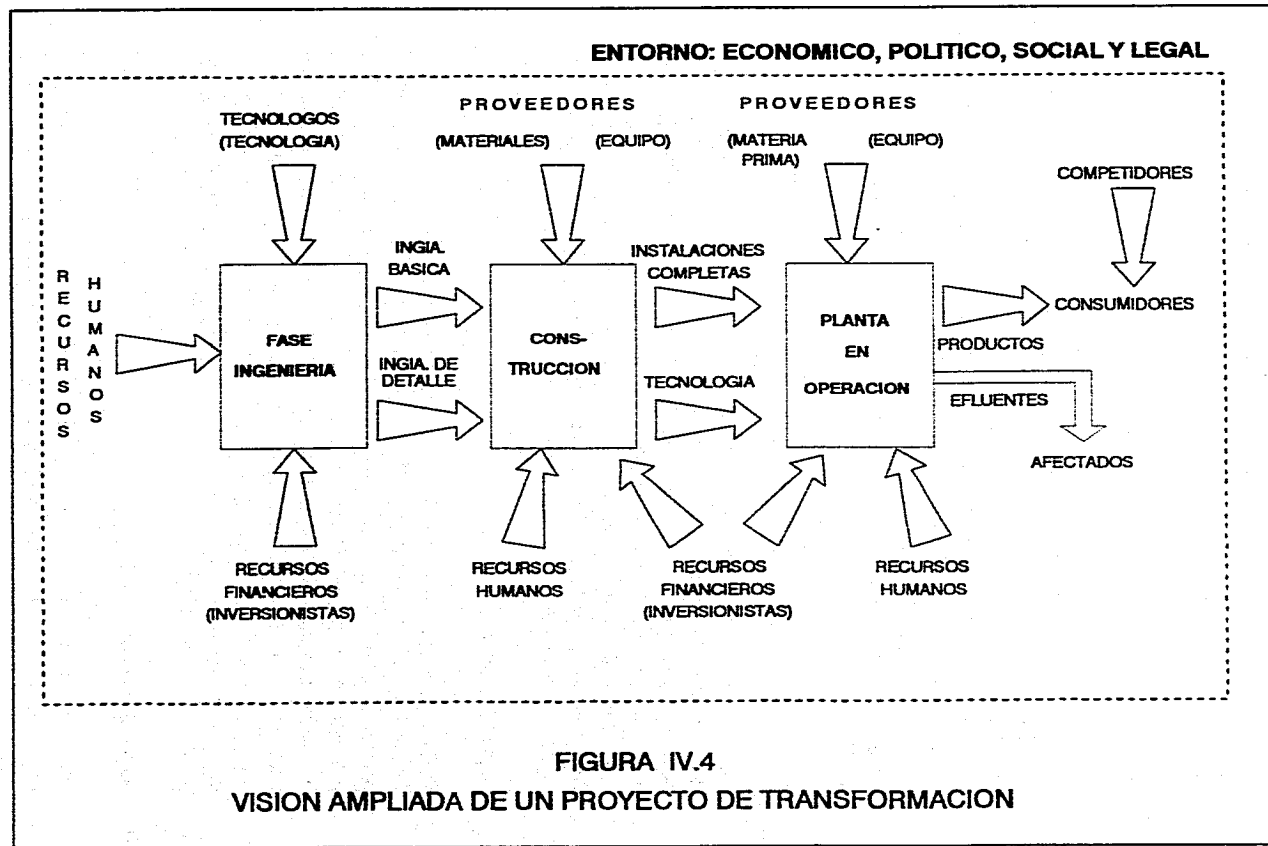 ENTORNO: ECONOMICO, POLITICO, SOCIAL Y LEGAL
TECNOLOGOS
(TECNOLOGIA)
PROVEEDORES
(MATERIALES) (EQUIPO)
PROVEEDORES
(MATERIA PRIMA) (EQUIPO)
COMPETIDORES
RECURSOS
HUMANOS
FASE
INGENIERIA
INGIA.
BASICA
INGIA. DE
DETALLE
CONS-
TRUCCION
INSTALACIONES
COMPLETAS
TECNOLOGIA
PLANTA
EN
OPERACION
CONSUMIDORES
PRODUCTOS
EFLUENTES
AFECTADOS
RECURSOS
FINANCIEROS
(INVERSIONISTAS)
RECURSOS
HUMANOS
RECURSOS
FINANCIEROS
(INVERSIONISTAS)
RECURSOS
HUMANOS
FIGURA IV.4
VISION AMPLIADA DE UN PROYECTO DE TRANSFORMACION